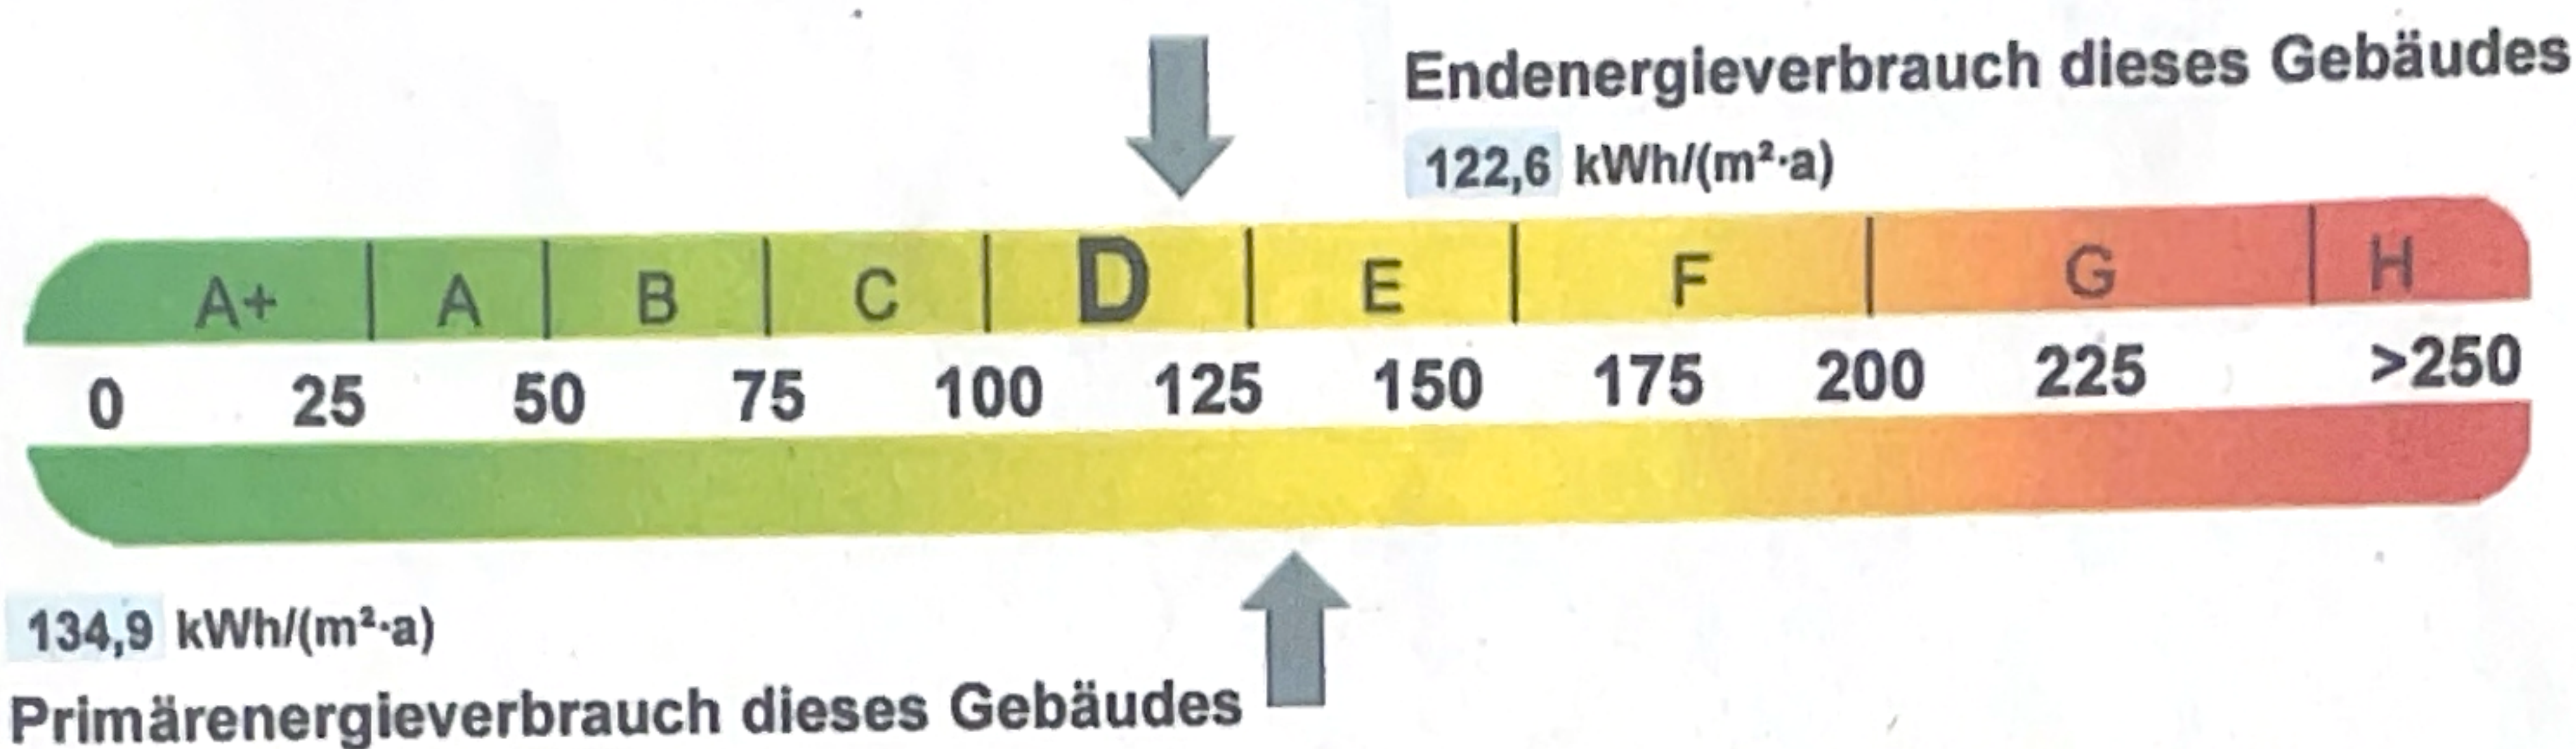 Endenergieverbrauch dieses Gebäudes
122,6 kWh/(m²·a)
A+ A B C D E F G H
0 25 50 75 100 125 150 175 200 225 >250
134,9 kWh/(m²·a)
Primärenergieverbrauch dieses Gebäudes